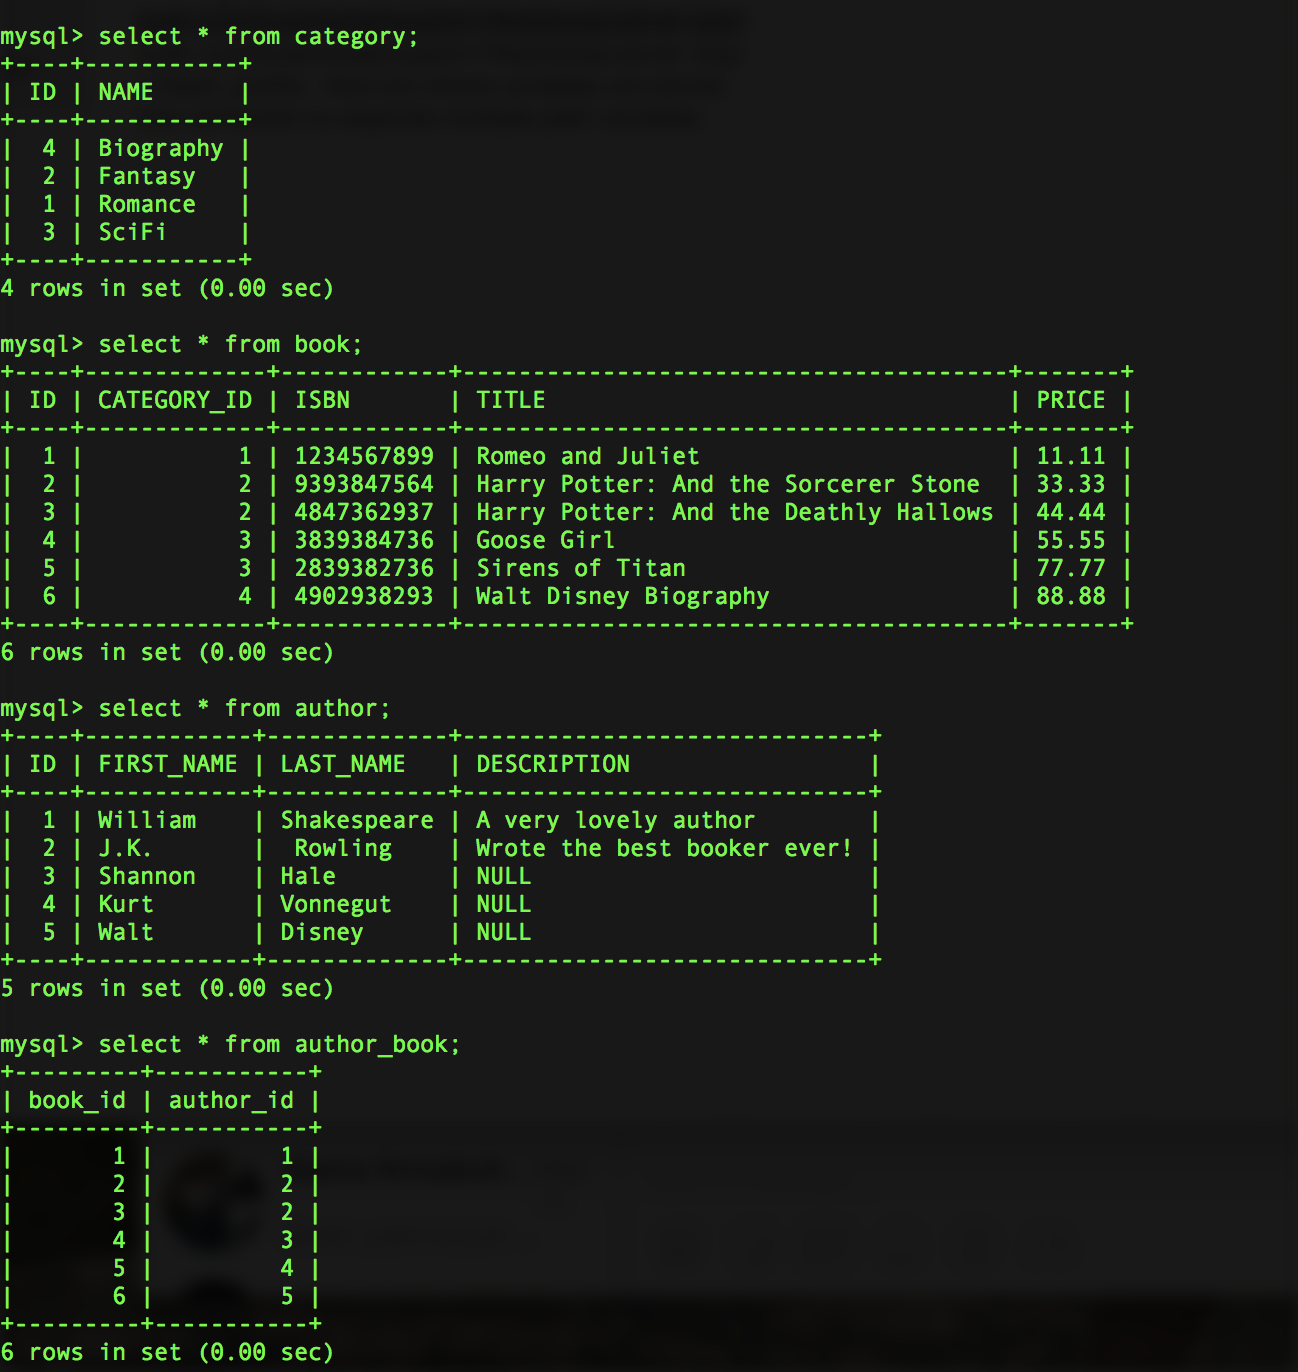 mysql> select * from category;
+----+-----------+
| ID | NAME      |
+----+-----------+
|  4 | Biography |
|  2 | Fantasy   |
|  1 | Romance   |
|  3 | SciFi     |
+----+-----------+
4 rows in set (0.00 sec)

mysql> select * from book;
+----+-------------+------------+---------------------------------------+-------+
| ID | CATEGORY_ID | ISBN       | TITLE                                 | PRICE |
+----+-------------+------------+---------------------------------------+-------+
|  1 |           1 | 1234567899 | Romeo and Juliet                      | 11.11 |
|  2 |           2 | 9393847564 | Harry Potter: And the Sorcerer Stone  | 33.33 |
|  3 |           2 | 4847362937 | Harry Potter: And the Deathly Hallows | 44.44 |
|  4 |           3 | 3839384736 | Goose Girl                            | 55.55 |
|  5 |           3 | 2839382736 | Sirens of Titan                       | 77.77 |
|  6 |           4 | 4902938293 | Walt Disney Biography                 | 88.88 |
+----+-------------+------------+---------------------------------------+-------+
6 rows in set (0.00 sec)

mysql> select * from author;
+----+------------+-------------+-----------------------------+
| ID | FIRST_NAME | LAST_NAME   | DESCRIPTION                 |
+----+------------+-------------+-----------------------------+
|  1 | William    | Shakespeare | A very lovely author        |
|  2 | J.K.       |  Rowling    | Wrote the best booker ever! |
|  3 | Shannon    | Hale        | NULL                        |
|  4 | Kurt       | Vonnegut    | NULL                        |
|  5 | Walt       | Disney      | NULL                        |
+----+------------+-------------+-----------------------------+
5 rows in set (0.00 sec)

mysql> select * from author_book;
+---------+-----------+
| book_id | author_id |
+---------+-----------+
|       1 |         1 |
|       2 |         2 |
|       3 |         2 |
|       4 |         3 |
|       5 |         4 |
|       6 |         5 |
+---------+-----------+
6 rows in set (0.00 sec)